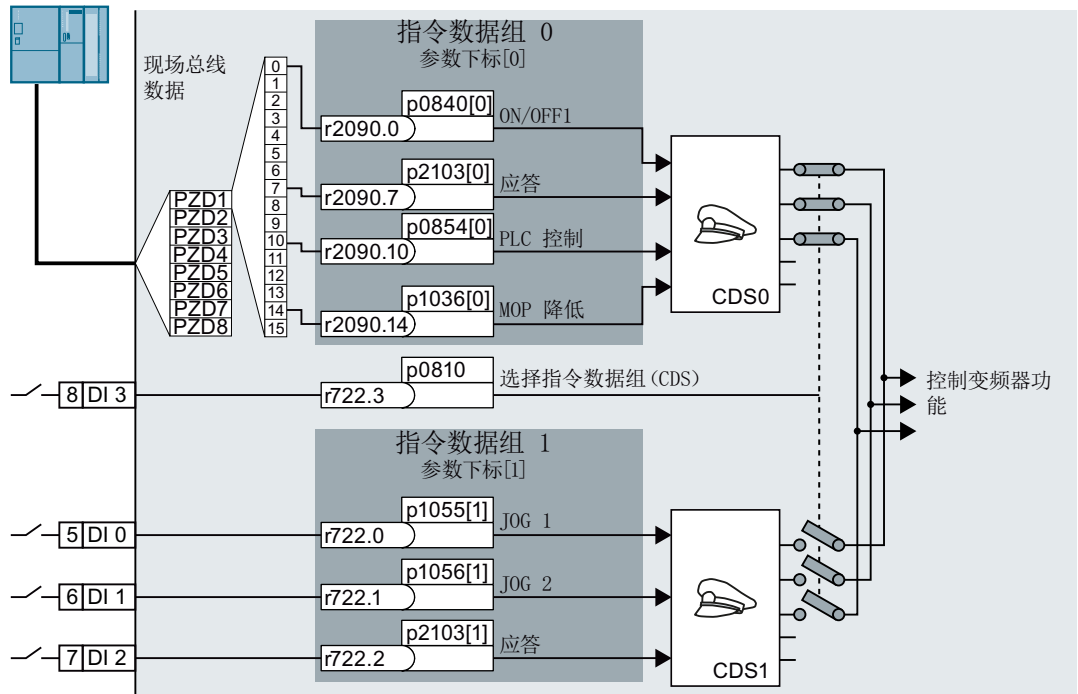 指令数据组 0
参数下标[0]
现场总线
数据
0
1
2
3
4
5
6
7
8
9
10
11
12
13
14
15
PZD1
PZD2
PZD3
PZD4
PZD5
PZD6
PZD7
PZD8
p0840[0]
ON/OFF1
r2090.0
p2103[0]
应答
r2090.7
p0854[0]
PLC 控制
r2090.10
p1036[0]
MOP 降低
r2090.14
CDS0
p0810
选择指令数据组(CDS)
8 DI 3
r722.3
控制变频器功
能
指令数据组 1
参数下标[1]
p1055[1]
JOG 1
5 DI 0
r722.0
p1056[1]
JOG 2
6 DI 1
r722.1
p2103[1]
应答
7 DI 2
r722.2
CDS1